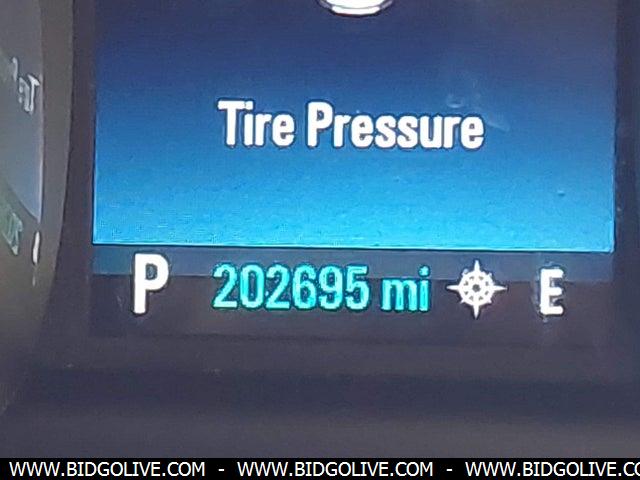 Tire Pressure
P 202695 mi E
WWW.BIDGOLIVE.COM - WWW.BIDGOLIVE.COM - WWW.BIDGOLIVE.CO